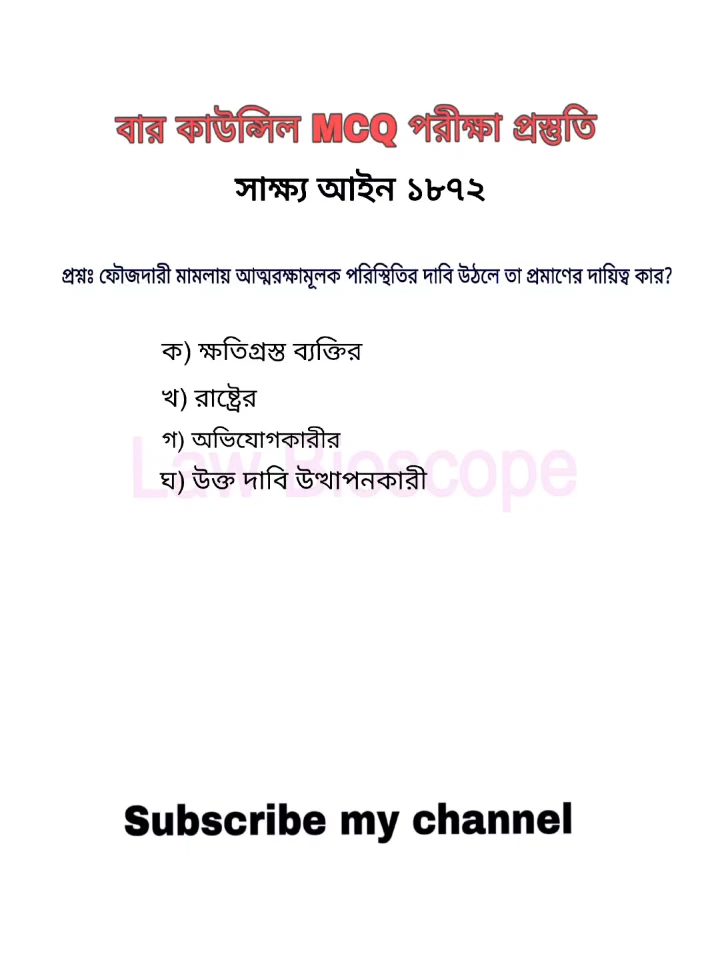 বার কাউন্সিল MCQ পরীক্ষা প্রস্তুতি
সাক্ষ্য আইন ১৮৭২
প্রশ্নঃ ফৌজদারী মামলায় আত্মরক্ষামূলক পরিস্থিতির দাবি উঠলে তা প্রমাণের দায়িত্ব কার?
ক) ক্ষতিগ্রস্ত ব্যক্তির
খ) রাষ্ট্রের
গ) অভিযোগকারীর
Law Bioscope
ঘ) উক্ত দাবি উত্থাপনকারী
Subscribe my channel